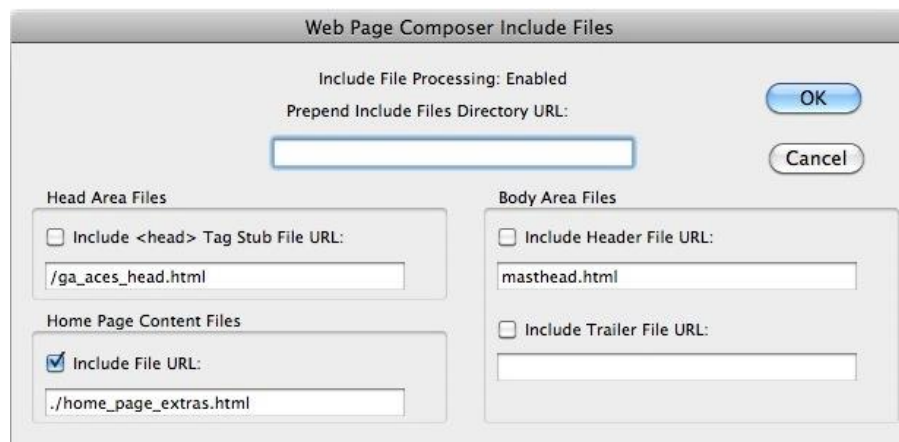 Web Page Composer Include Files
Include File Processing: Enabled
Prepend Include Files Directory URL:
OK
Cancel
Head Area Files
Include <head> Tag Stub File URL:
/ga_aces_head.html
Home Page Content Files
Include File URL:
./home_page_extras.html
Body Area Files
Include Header File URL:
masthead.html
Include Trailer File URL: